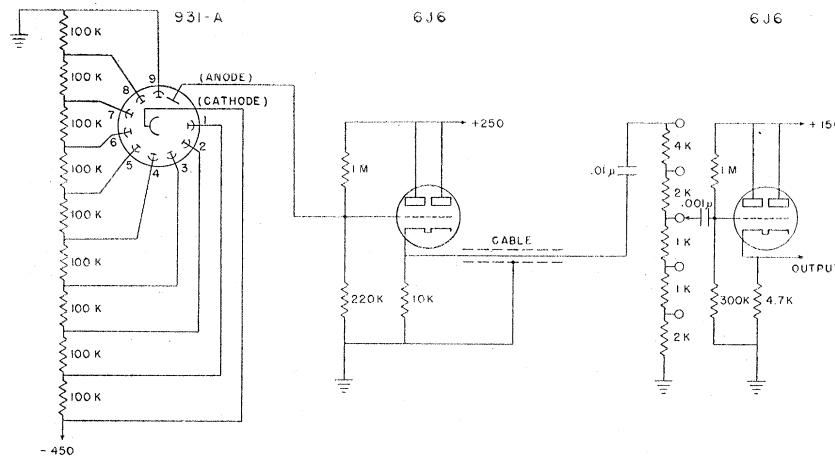 931-A
6J6
6J6
100 K
100 K
100 K
100 K
100 K
100 K
100 K
100 K
100 K
- 450
9
8
7
6
5
4
3
2
1
(ANODE)
(CATHODE)
+250
1 M
220K
10K
CABLE
.01µ
4K
2K
1K
1K
2K
.001µ
+ 150
1M
300K
4.7K
OUTPUT